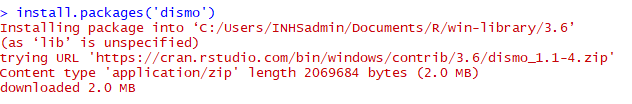 > install.packages('dismo')
Installing package into ‘C:/Users/INHSadmin/Documents/R/win-library/3.6’
(as ‘lib’ is unspecified)
trying URL 'https://cran.rstudio.com/bin/windows/contrib/3.6/dismo_1.1-4.zip'
Content type 'application/zip' length 2069684 bytes (2.0 MB)
downloaded 2.0 MB